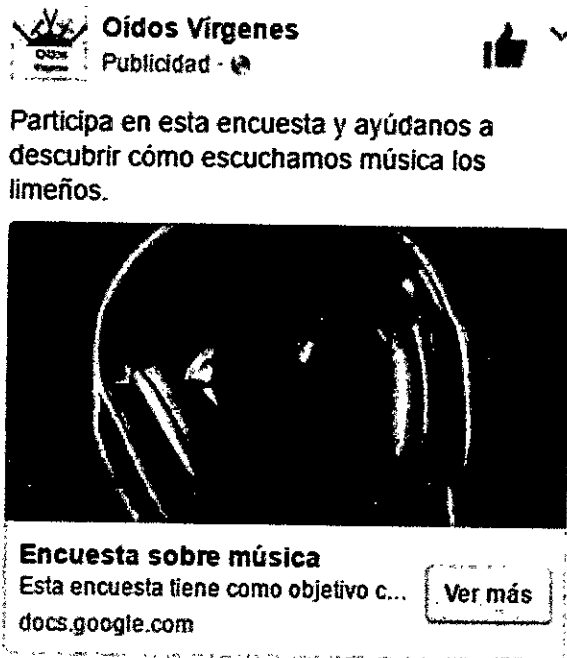 Oídos Vírgenes
Publicidad ·
Participa en esta encuesta y ayúdanos a
descubrir cómo escuchamos música los
limeños.
Encuesta sobre música
Esta encuesta tiene como objetivo c...
Ver más
docs.google.com